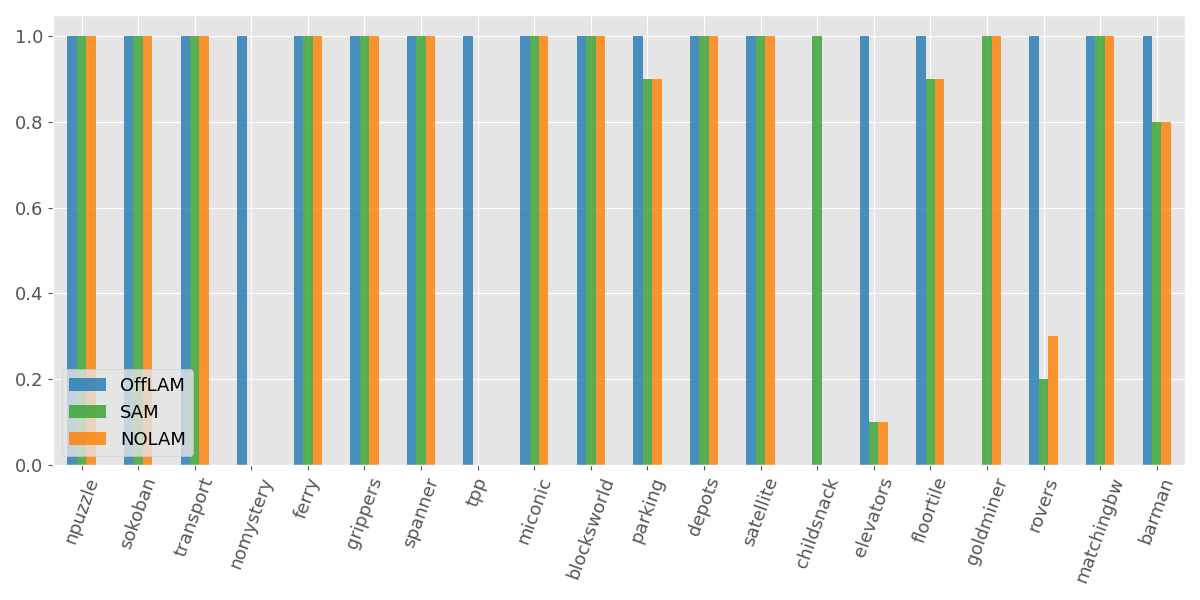 1.0
0.8
0.6
0.4
0.2
0.0
OffLAM
SAM
NOLAM
npuzzle
sokoban
transport
nomystery
ferry
grippers
spanner
tpp
miconic
blocksworld
parking
depots
satellite
childsnack
elevators
floortile
goldminer
rovers
matchingbw
barman